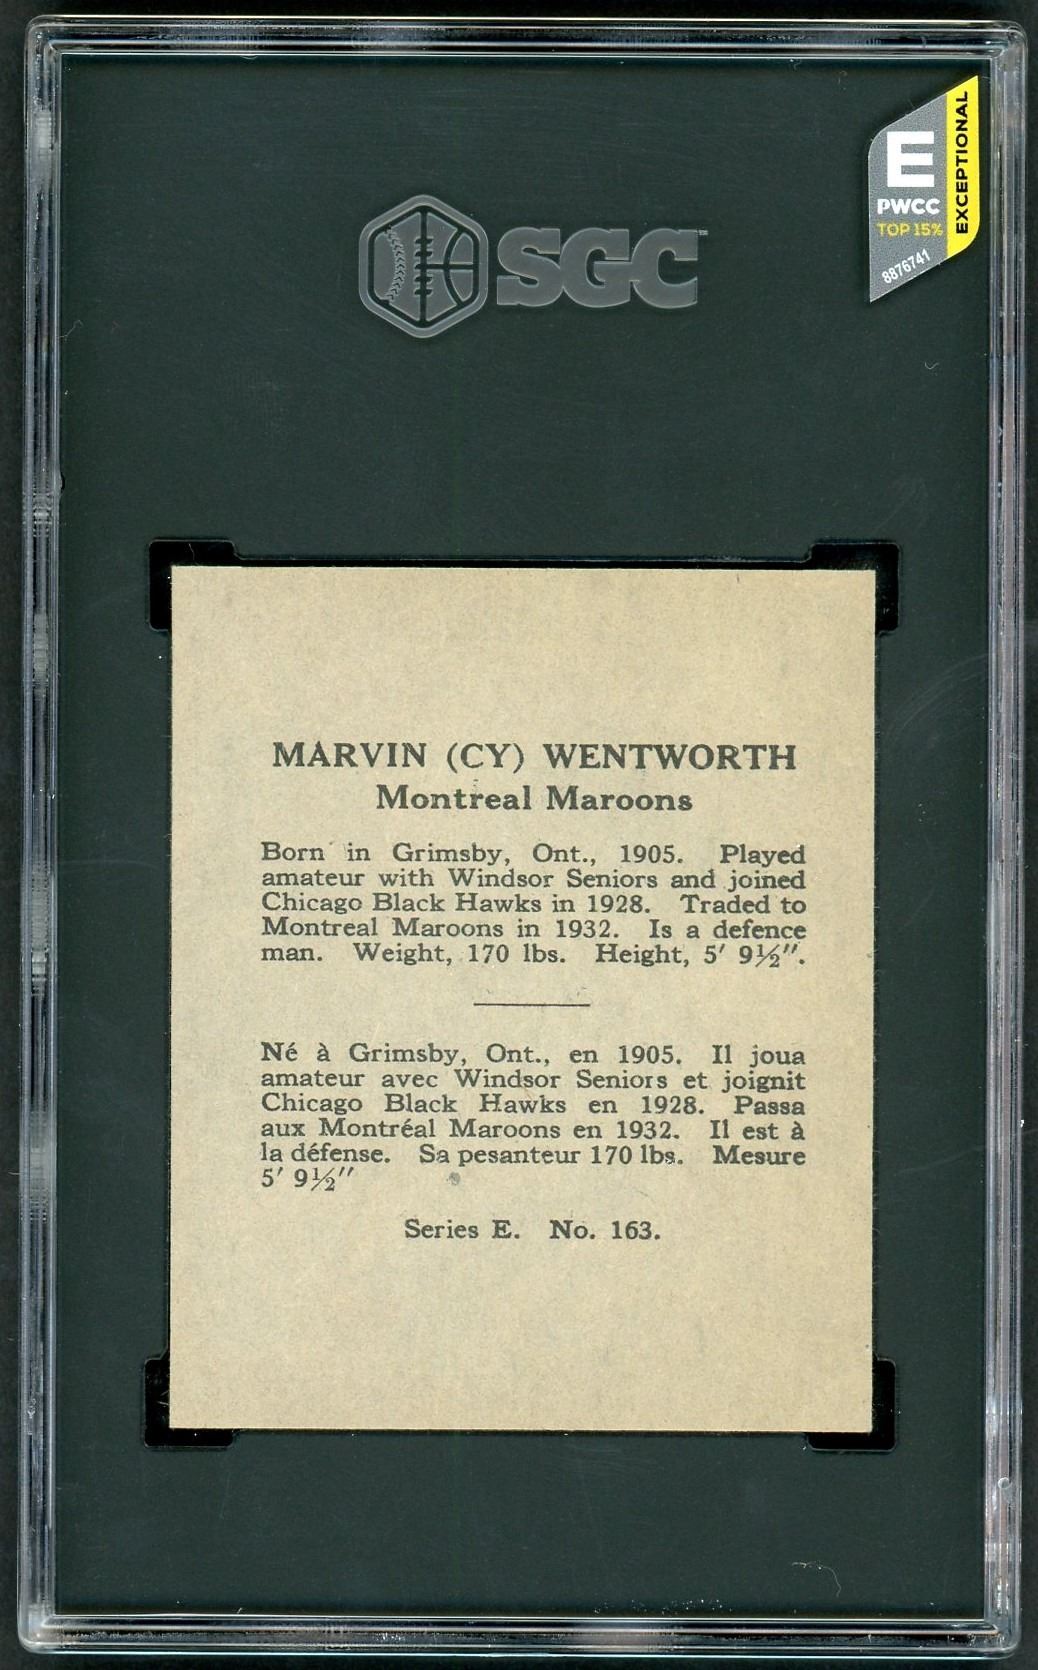 E
PWCC
TOP 15%
8876741
EXCEPTIONAL
SGC
MARVIN (CY) WENTWORTH
Montreal Maroons
Born in Grimsby, Ont., 1905. Played
amateur with Windsor Seniors and joined
Chicago Black Hawks in 1928. Traded to
Montreal Maroons in 1932. Is a defence
man. Weight, 170 lbs. Height, 5′ 9½″.
Né à Grimsby, Ont., en 1905. Il joua
amateur avec Windsor Seniors et joignit
Chicago Black Hawks en 1928. Passa
aux Montréal Maroons en 1932. Il est à
la défense. Sa pesanteur 170 lbs. Mesure
5′ 9½″
Series E. No. 163.